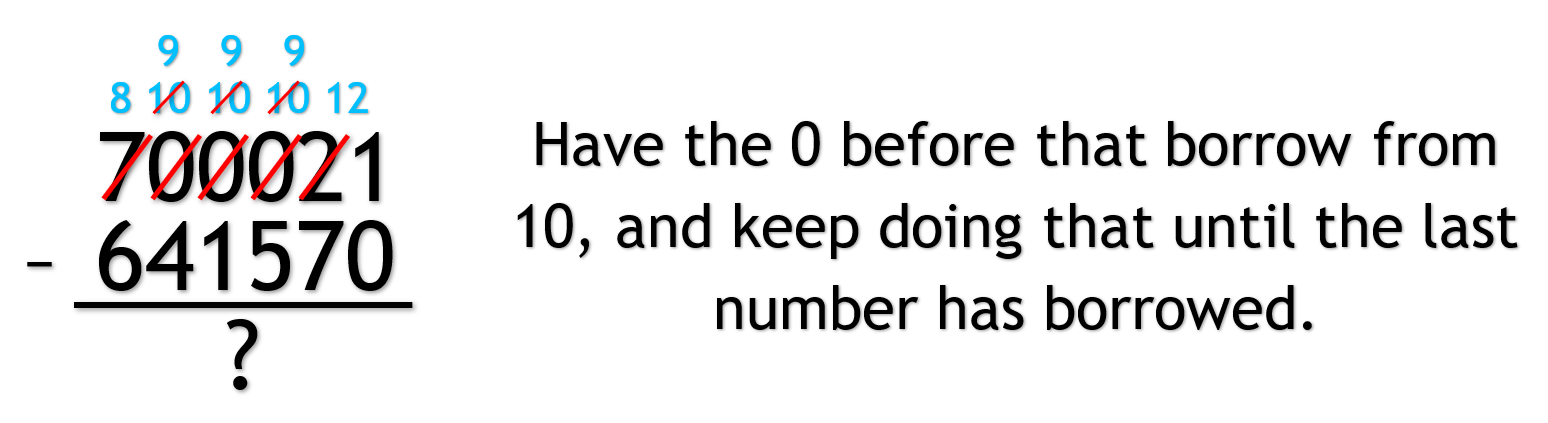 9 9 9
8 10 10 10 12
700021
- 641570
?
Have the 0 before that borrow from
10, and keep doing that until the last
number has borrowed.